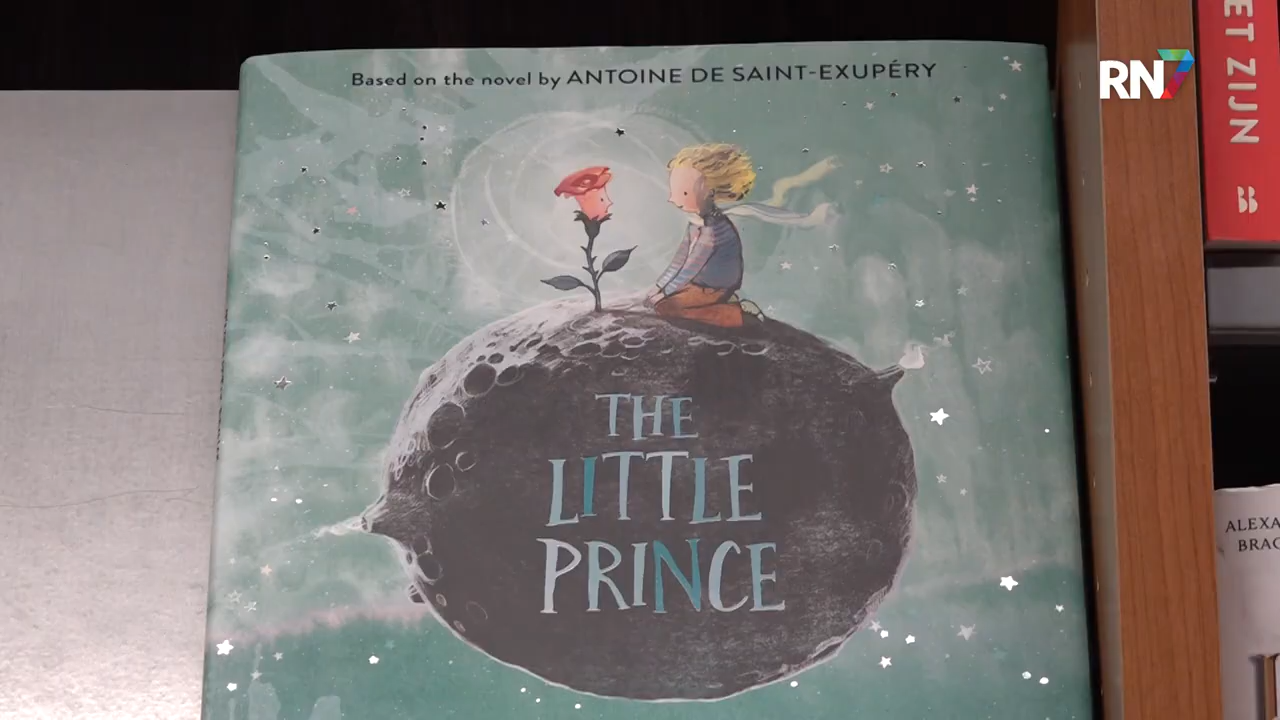 Based on the novel by ANTOINE DE SAINT-EXUPÉRY
THE
LITTLE
PRINCE
RN7
ET ZIJN
ALEXA
BRAC